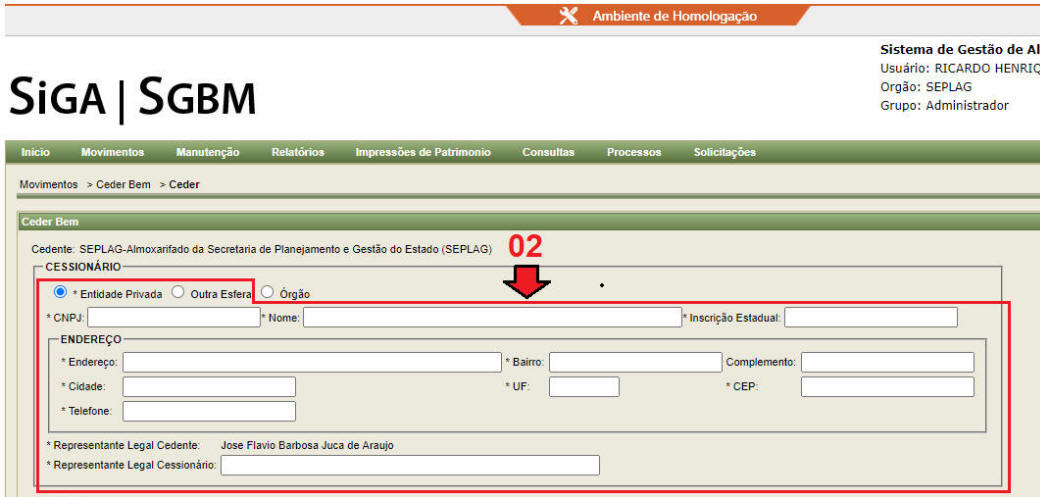 Ambiente de Homologação
Sistema de Gestão de Al
Usuário: RICARDO HENRIQ
Orgão: SEPLAG
Grupo: Administrador
SiGA | SGBM
Inicio Movimentos Manutenção Relatórios Impressões de Patrimonio Consultas Processos Solicitações
Movimentos > Ceder Bem > Ceder
Ceder Bem
Cedente: SEPLAG-Almoxarifado da Secretaria de Planejamento e Gestão do Estado (SEPLAG)
02
CESSIONÁRIO
* Entidade Privada Outra Esfera Órgão
* CNPJ: * Nome: * Inscrição Estadual:
ENDEREÇO
* Endereço: * Bairro: Complemento:
* Cidade: * UF: * CEP:
* Telefone:
* Representante Legal Cedente: Jose Flavio Barbosa Juca de Araujo
* Representante Legal Cessionário: